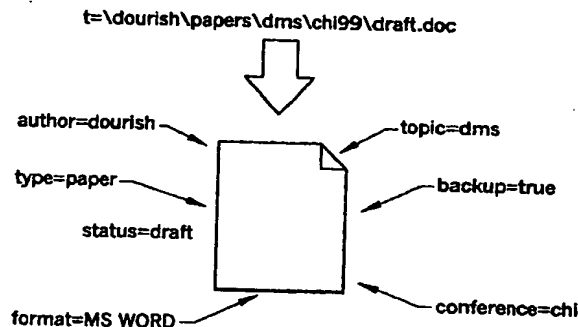 t=\dourish\papers\dms\chi99\draft.doc
author=dourish
topic=dms
type=paper
backup=true
status=draft
format=MS WORD
conference=chi